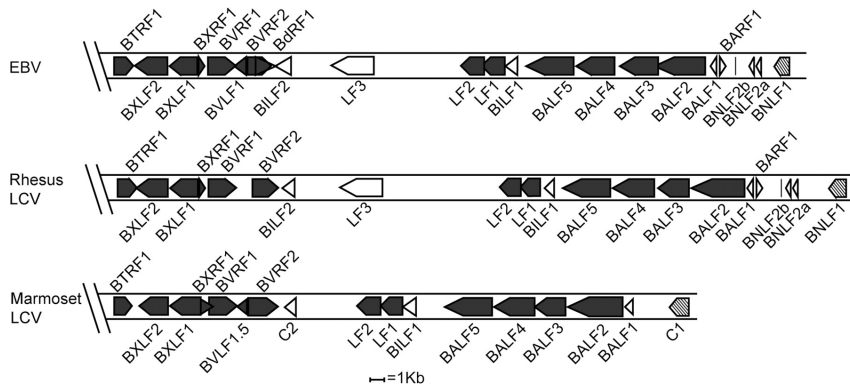 BTRF1 BXRF1 BVRF1 BVRF2 BdRF1 BARF1
EBV
BXLF2 BXLF1 BVLF1 BILF2 LF3 LF2 LF1 BILF1 BALF5 BALF4 BALF3 BALF2 BALF1 BNLF2b BNLF2a BNLF1
BTRF1 BXRF1 BVRF1 BVRF2 BARF1
Rhesus
LCV
BXLF2 BXLF1 BILF2 LF3 LF2 LF1 BILF1 BALF5 BALF4 BALF3 BALF2 BALF1 BNLF2b BNLF2a BNLF1
BTRF1 BXRF1 BVRF1 BVRF2
Marmoset
LCV
BXLF2 BXLF1 BVLF1.5 C2 LF2 LF1 BILF1 BALF5 BALF4 BALF3 BALF2 BALF1 C1
=1Kb